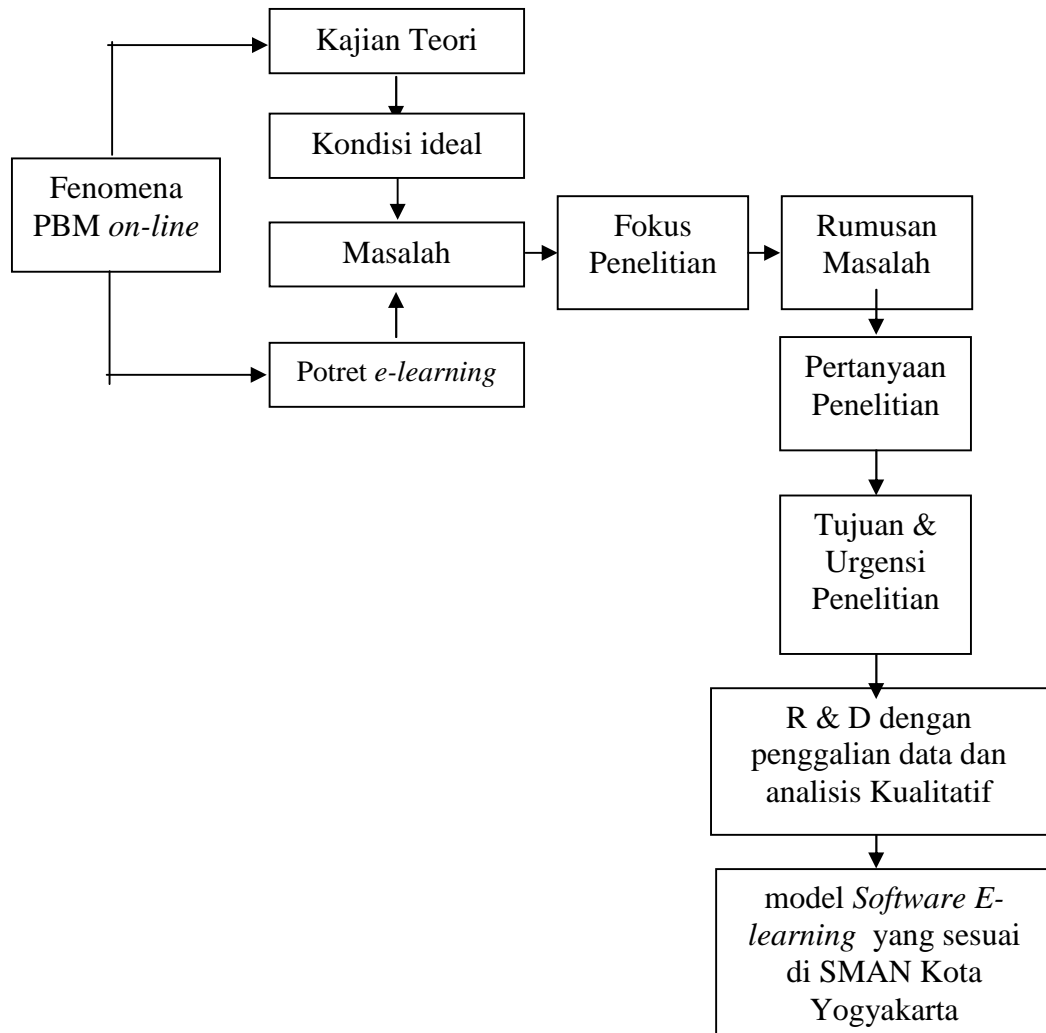 Kajian Teori
Kondisi ideal
Fenomena
PBM on-line
Masalah
Potret e-learning
Fokus
Penelitian
Rumusan
Masalah
Pertanyaan
Penelitian
Tujuan &
Urgensi
Penelitian
R & D dengan
penggalian data dan
analisis Kualitatif
model Software E-
learning yang sesuai
di SMAN Kota
Yogyakarta